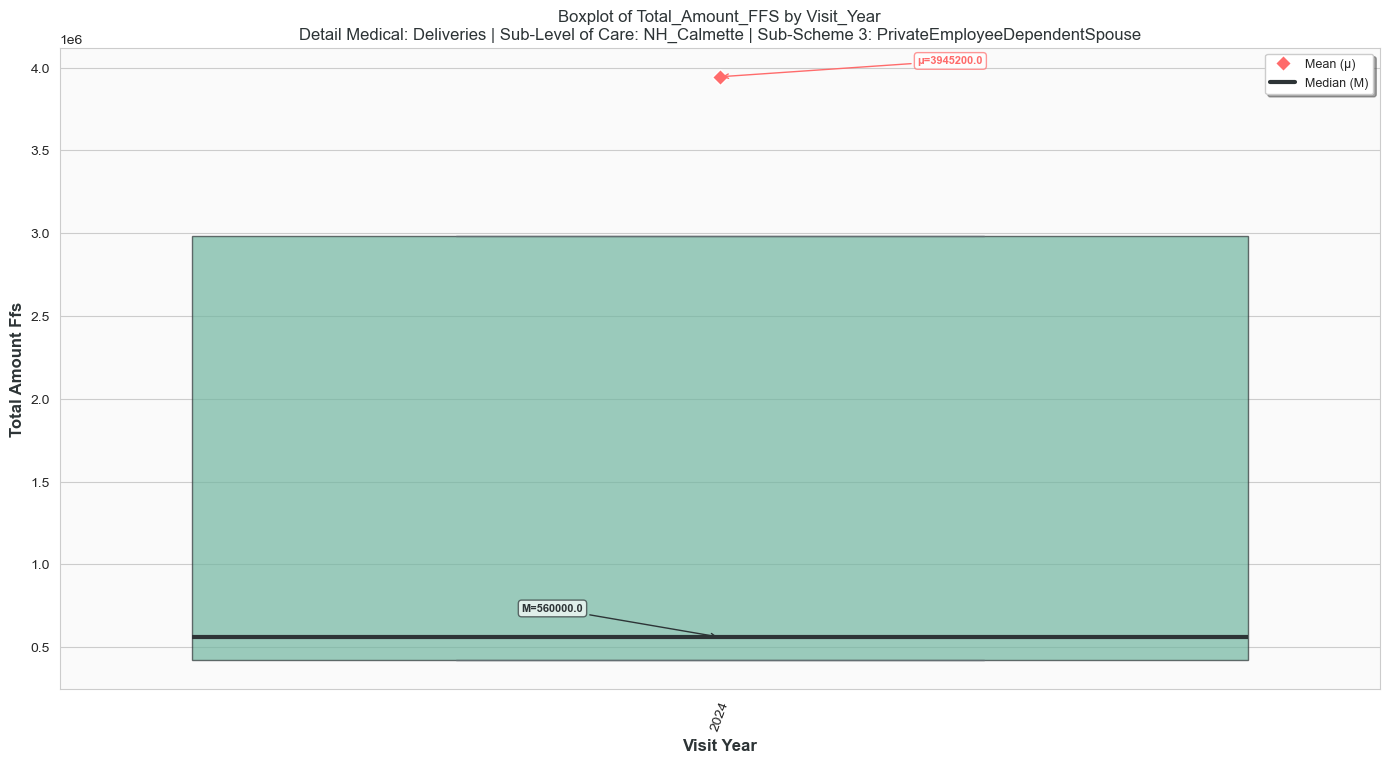 Boxplot of Total_Amount_FFS by Visit_Year
Detail Medical: Deliveries | Sub-Level of Care: NH_Calmette | Sub-Scheme 3: PrivateEmployeeDependentSpouse
1e6
4.0
3.5
3.0
2.5
2.0
1.5
1.0
0.5
Total Amount Ffs
μ=3945200.0
Mean (μ)
Median (M)
M=560000.0
2024
Visit Year